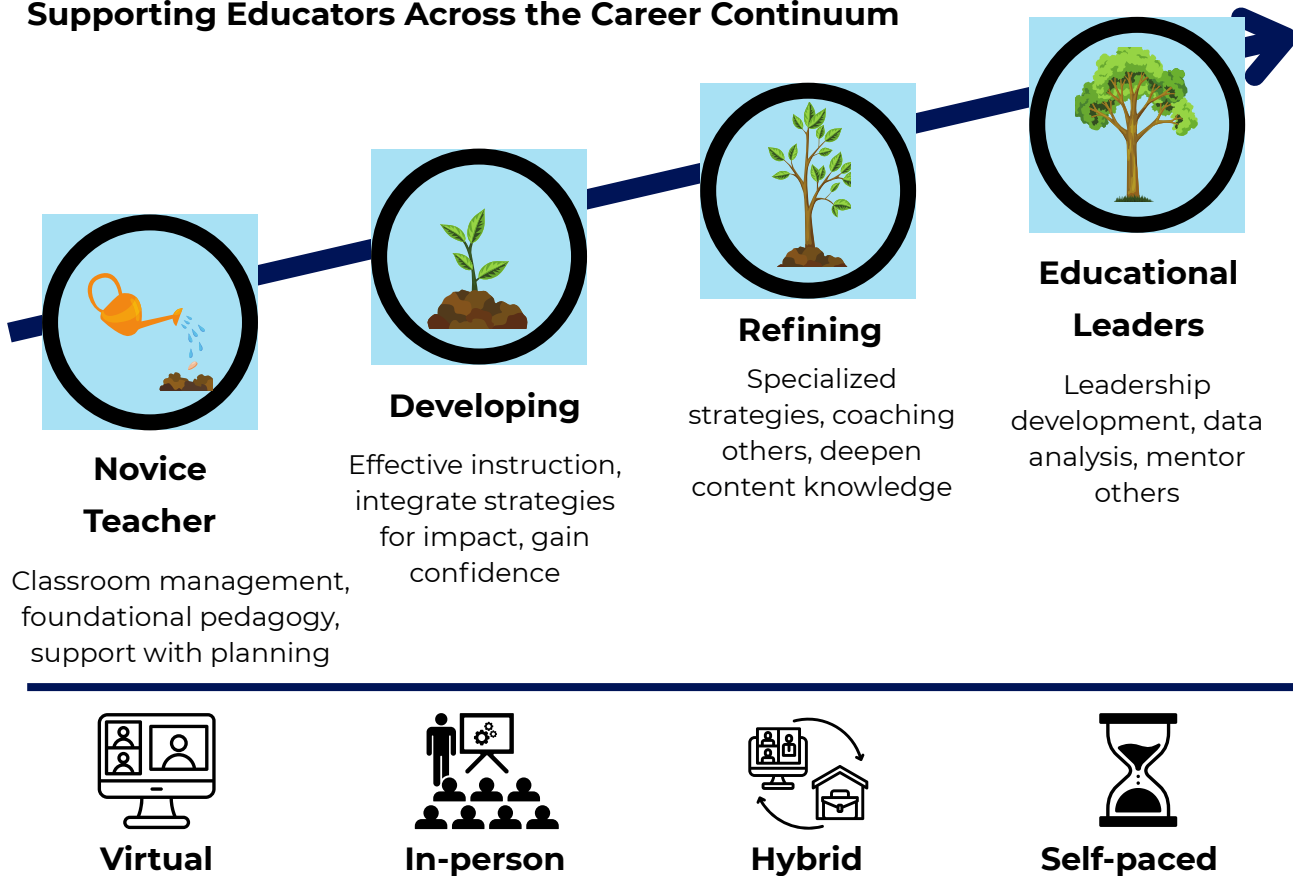 Supporting Educators Across the Career Continuum
Novice
Teacher
Classroom management,
foundational pedagogy,
support with planning
Developing
Effective instruction,
integrate strategies
for impact, gain
confidence
Refining
Specialized
strategies, coaching
others, deepen
content knowledge
Educational
Leaders
Leadership
development, data
analysis, mentor
others
Virtual
In-person
Hybrid
Self-paced